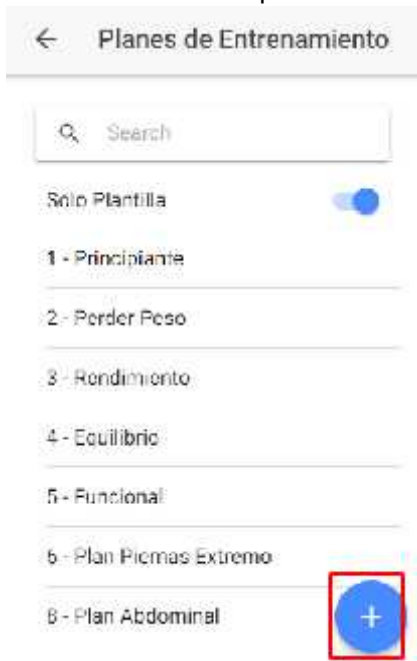 Planes de Entrenamiento
Search
Solo Plantilla
1 - Principiante
2 - Perder Peso
3 - Rendimiento
4 - Equilibrio
5 - Funcional
6 - Plan Piernas Extremo
8 - Plan Abdominal
+